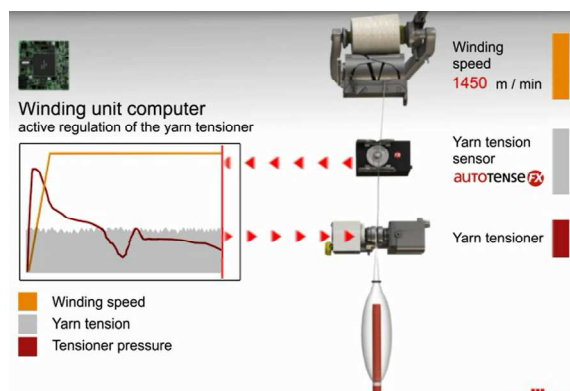 Winding
speed
1450 m / min
Winding unit computer
active regulation of the yarn tensioner
Yarn tension
sensor
AUTOTENSE FX
Yarn tensioner
Winding speed
Yarn tension
Tensioner pressure